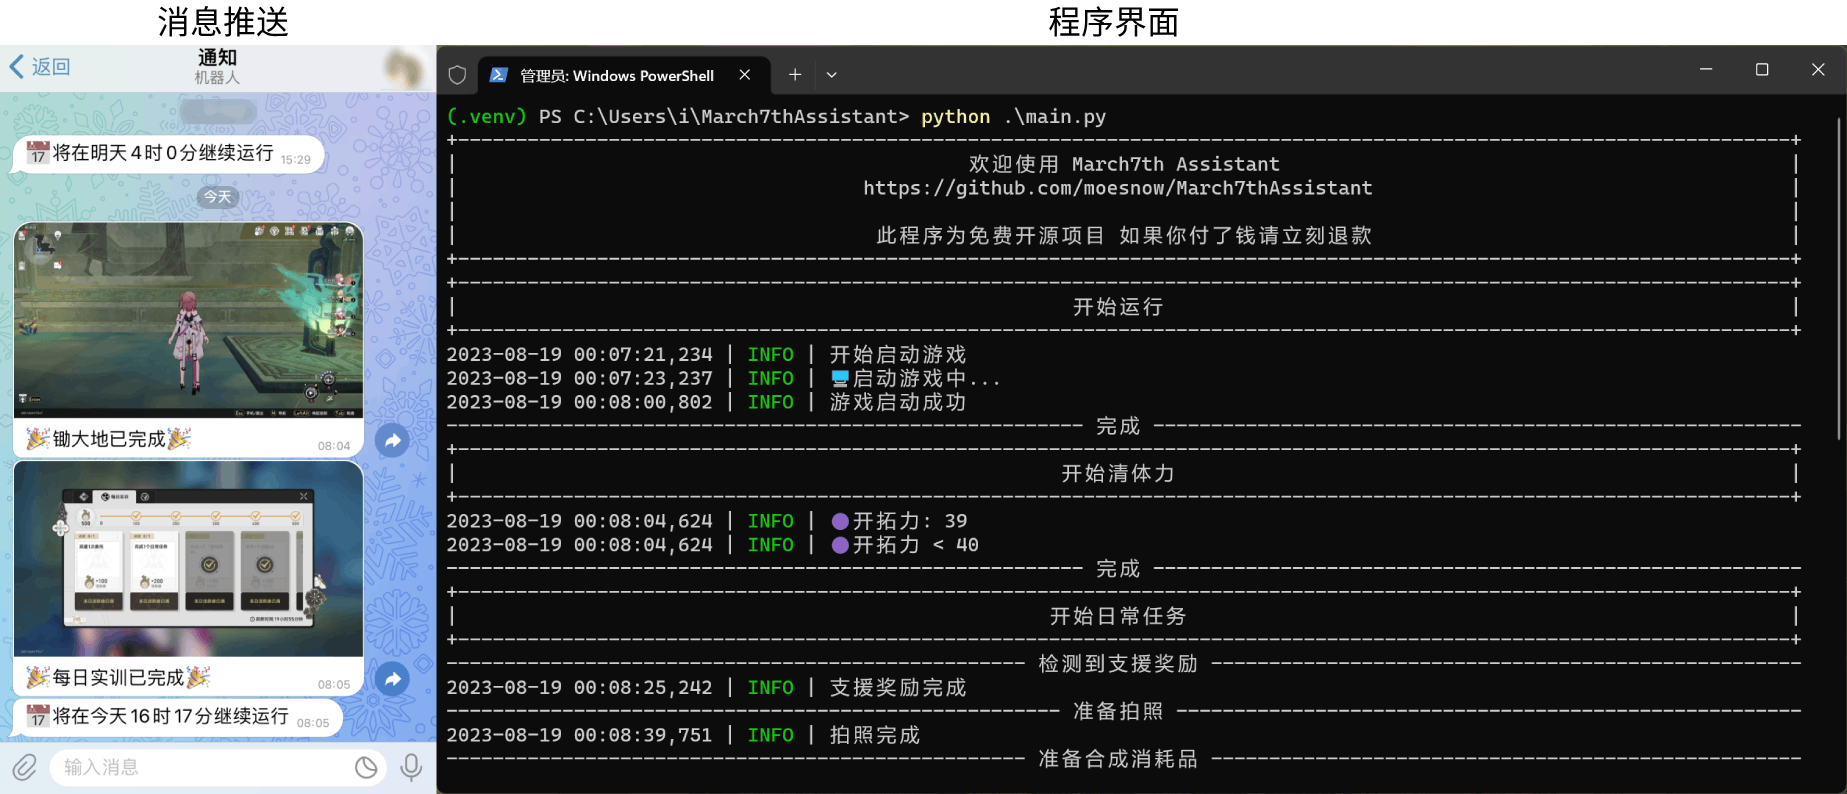 消息推送
程序界面
返回
通知
机器人
17
将在明天4时0分继续运行 15:29
今天
🎉锄大地已完成🎉 08:04
100
0
🎉每日实训已完成🎉 08:05
17
将在今天16时17分继续运行 08:05
输入消息
管理员: Windows PowerShell
(.venv) PS C:\Users\i\March7thAssistant> python .\main.py
欢迎使用 March7th Assistant
https://github.com/moesnow/March7thAssistant
此程序为免费开源项目 如果你付了钱请立刻退款
开始运行
2023-08-19 00:07:21,234 | INFO | 开始启动游戏
2023-08-19 00:07:23,237 | INFO | 🖥️启动游戏中...
2023-08-19 00:08:00,802 | INFO | 游戏启动成功
完成
开始清体力
2023-08-19 00:08:04,624 | INFO | 🟣开拓力: 39
2023-08-19 00:08:04,624 | INFO | 🟣开拓力 < 40
完成
开始日常任务
检测到支援奖励
2023-08-19 00:08:25,242 | INFO | 支援奖励完成
准备拍照
2023-08-19 00:08:39,751 | INFO | 拍照完成
准备合成消耗品